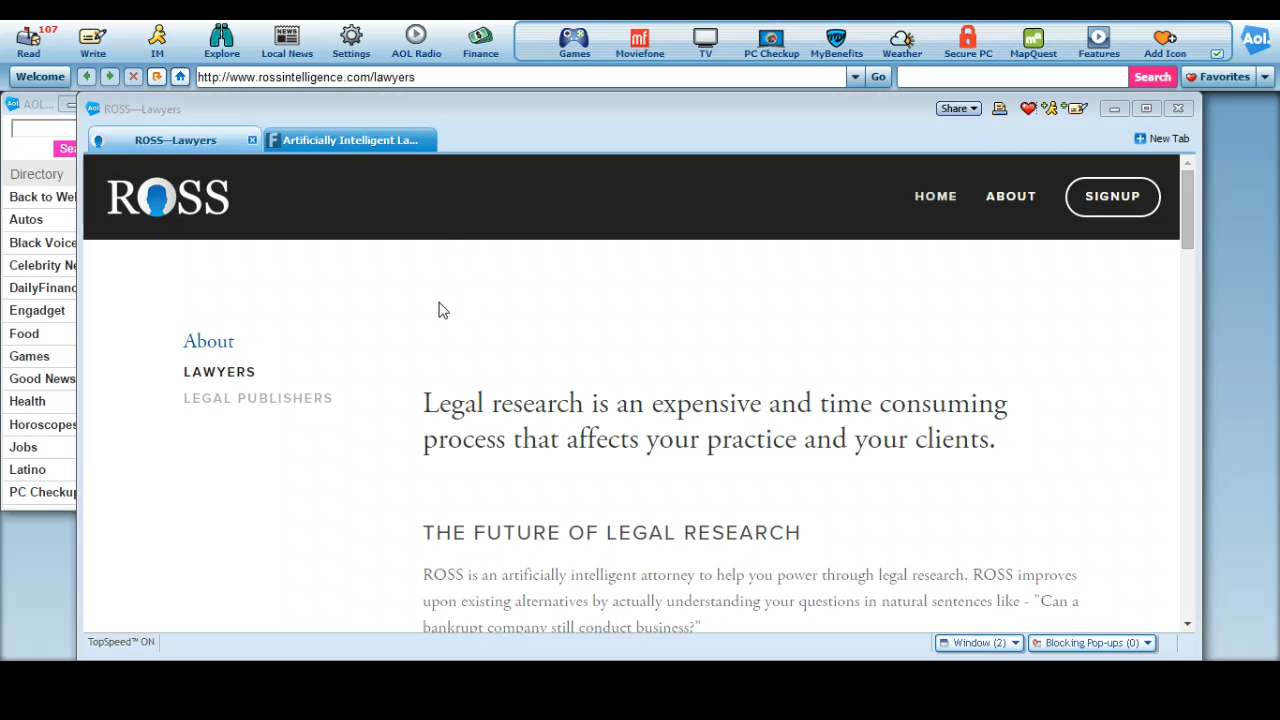 107
Read
Write
IM
Explore
NEWS
Local News
Settings
AOL Radio
Finance
Games
mf
Moviefone
TV
PC Checkup
MyBenefits
Weather
Secure PC
mQ
MapQuest
Features
Add Icon
Aol.
Welcome
http://www.rossintelligence.com/lawyers
Go
Search
Favorites
Aol
AOL...
Aol
ROSS—Lawyers
Share
ROSS—Lawyers
F
Artificially Intelligent La...
New Tab
Sea
Directory
Back to Wel
Autos
Black Voice
Celebrity Ne
DailyFinanc
Engadget
Food
Games
Good News
Health
Horoscopes
Jobs
Latino
PC Checkup
ROSS
HOME
ABOUT
SIGNUP
About
LAWYERS
LEGAL PUBLISHERS
Legal research is an expensive and time consuming
process that affects your practice and your clients.
THE FUTURE OF LEGAL RESEARCH
ROSS is an artificially intelligent attorney to help you power through legal research. ROSS improves
upon existing alternatives by actually understanding your questions in natural sentences like - "Can a
bankrupt company still conduct business?"
TopSpeed™ ON
Window (2)
Blocking Pop-ups (0)